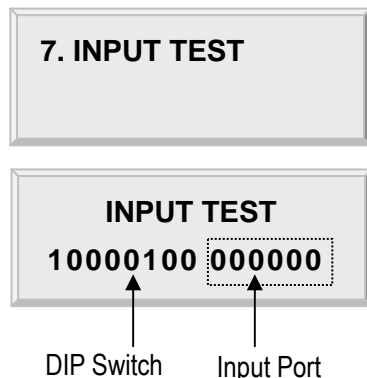 7. INPUT TEST
INPUT TEST
10000100 000000
DIP Switch Input Port